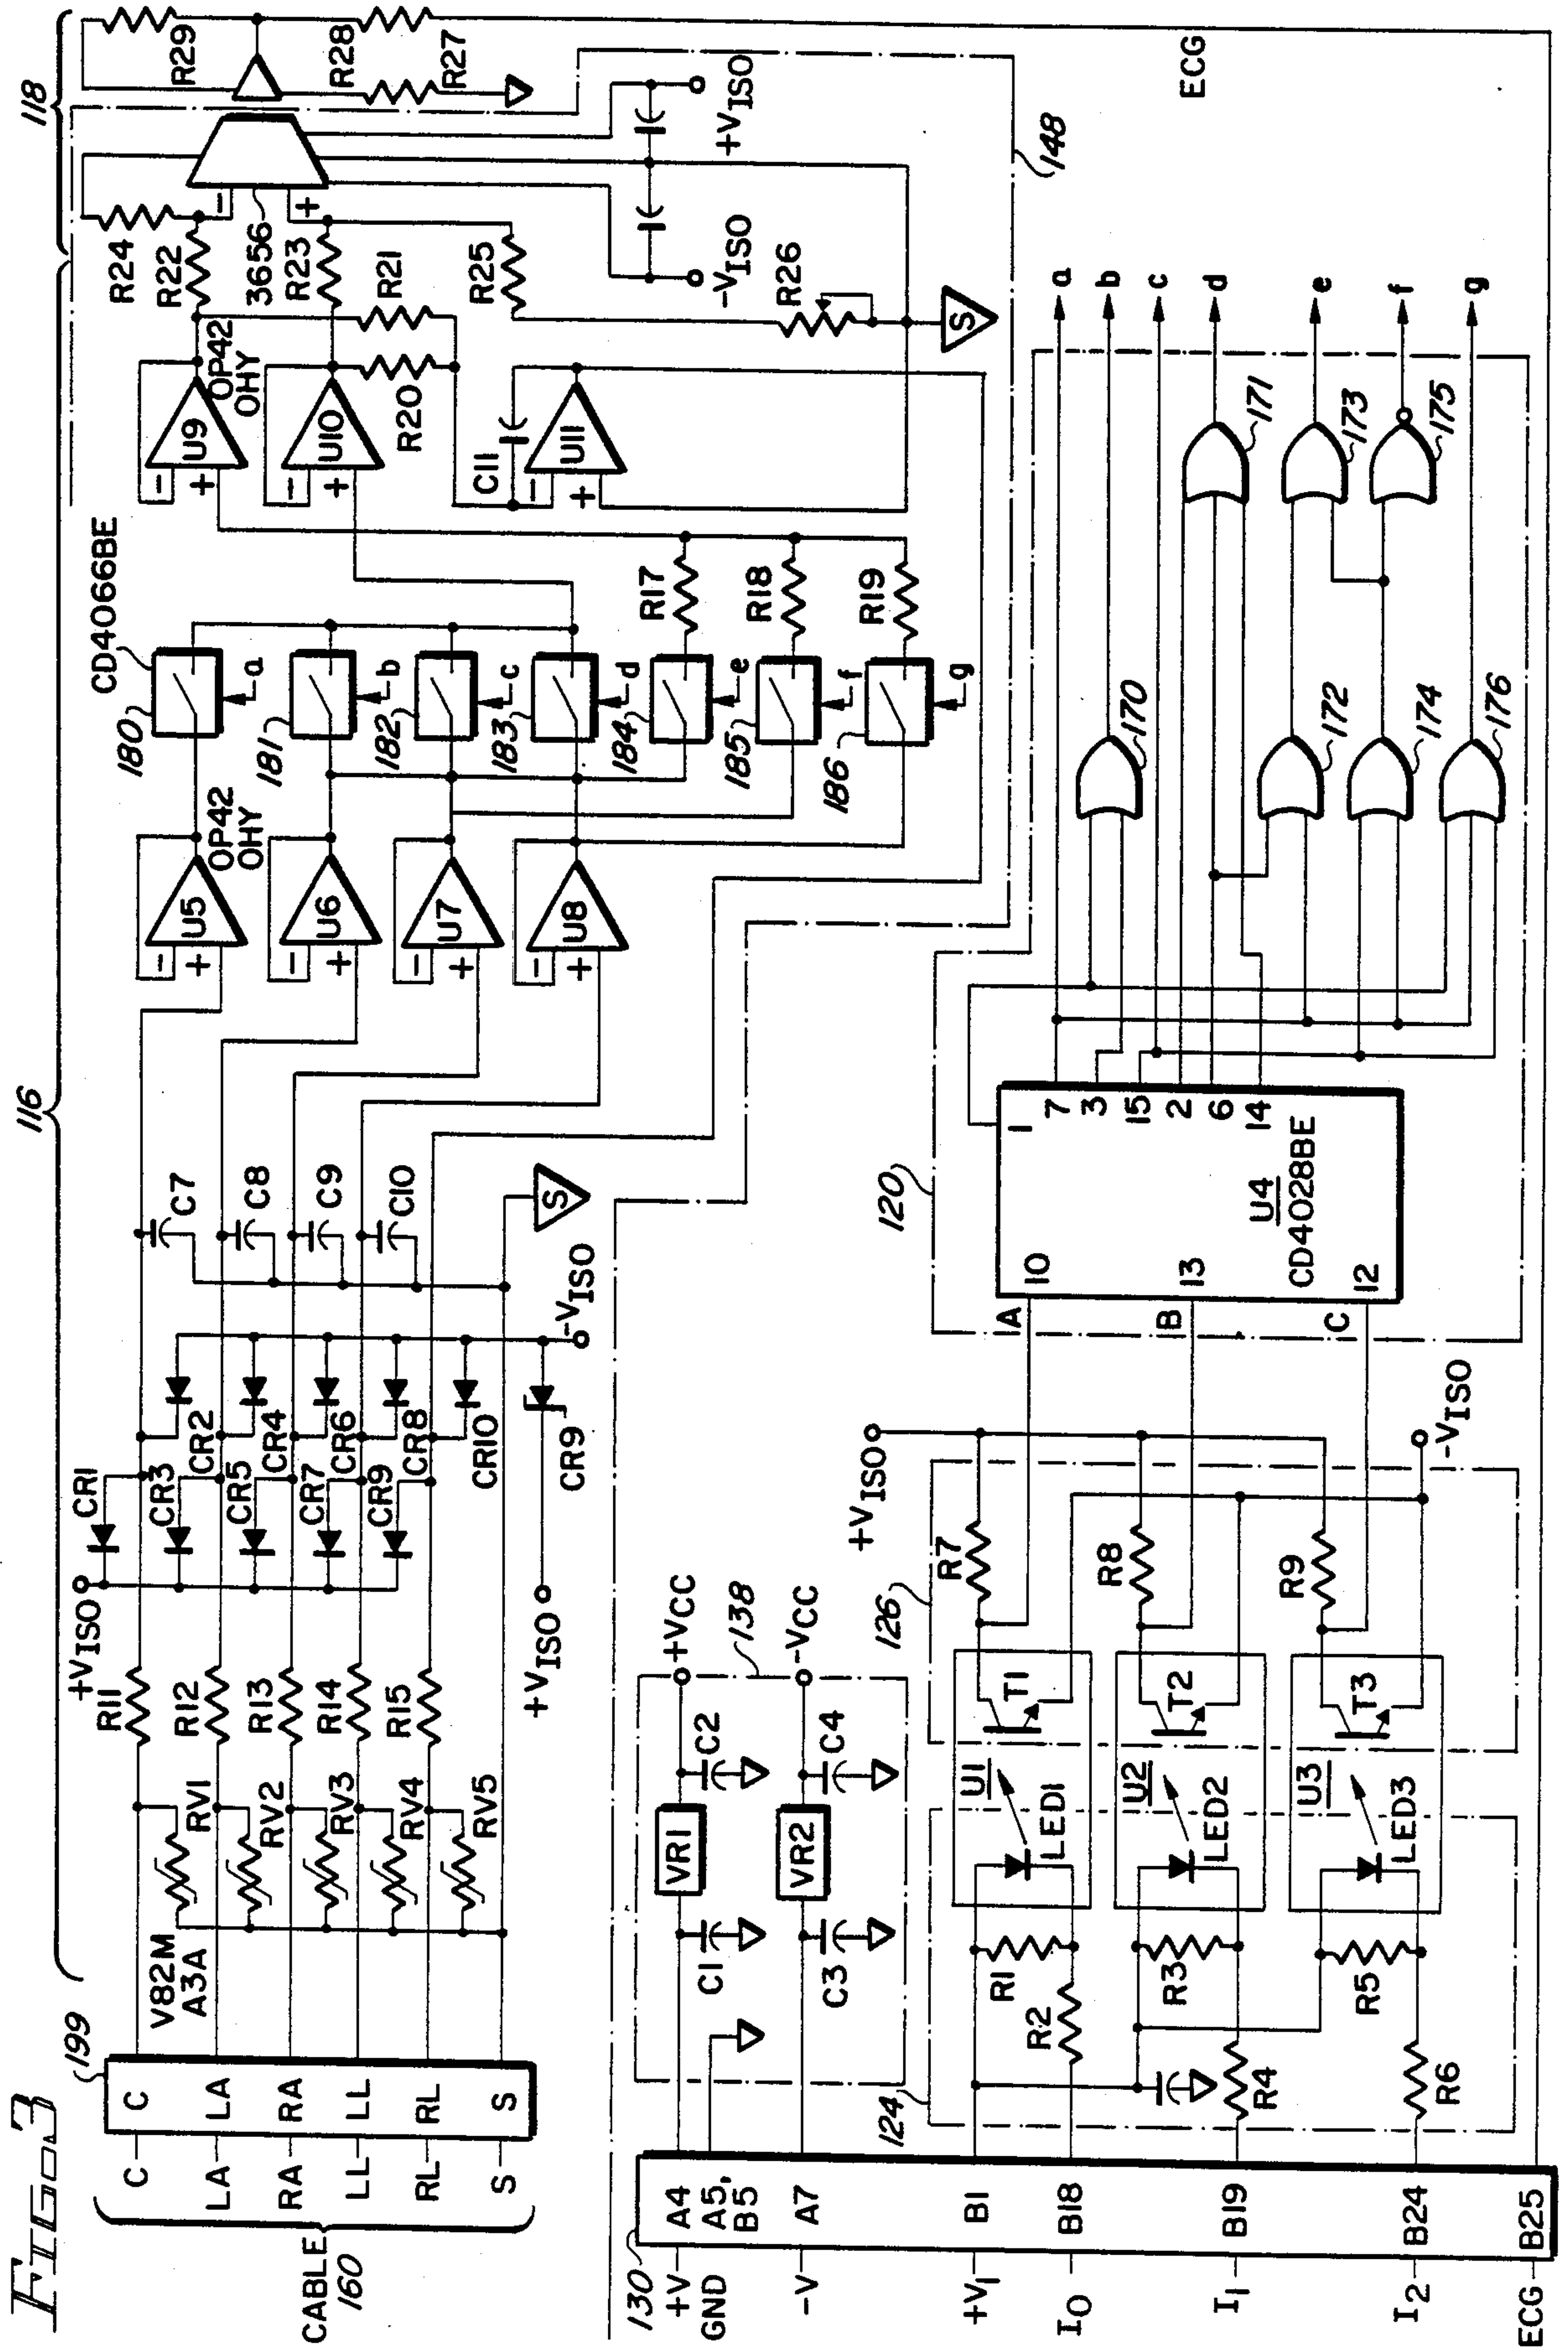 FIG. 3
116
118
199
C
LA
RA
LL
RL
S
C
LA
RA
LL
RL
S
CABLE
160
V82M
A3A
RV1
RV2
RV3
RV4
RV5
R11
R12
R13
R14
R15
+VISO
CR1
CR3
CR5
CR7
CR9
CR2
CR4
CR6
CR8
CR10
CR9
+VISO
-VISO
C7
C8
C9
C10
S
U5
- +
OP42
OHY
U6
- +
U7
- +
U8
- +
CD4066BE
180
a
181
b
182
c
183
d
184
e
185
f
186
g
R17
R18
R19
U9
- +
OP42
OHY
U10
- +
U11
- +
C11
R20
R21
R22
R23
R24
R25
R26
S
3656
-
+
-VISO
+VISO
R27
R28
R29
148
ECG
130
+V
GND
-V
+V1
I0
I1
I2
ECG
A4
A5,
B5
A7
B1
B18
B19
B24
B25
138
C1
VR1
C2
+VCC
C3
VR2
C4
-VCC
124
R1
R2
R3
R4
R5
R6
U1
LED1
T1
U2
LED2
T2
U3
LED3
T3
126
R7
R8
R9
+VISO
-VISO
120
A
B
C
10
13
12
U4
CD4028BE
1
7
3
15
2
6
14
170
171
172
173
174
175
176
a
b
c
d
e
f
g